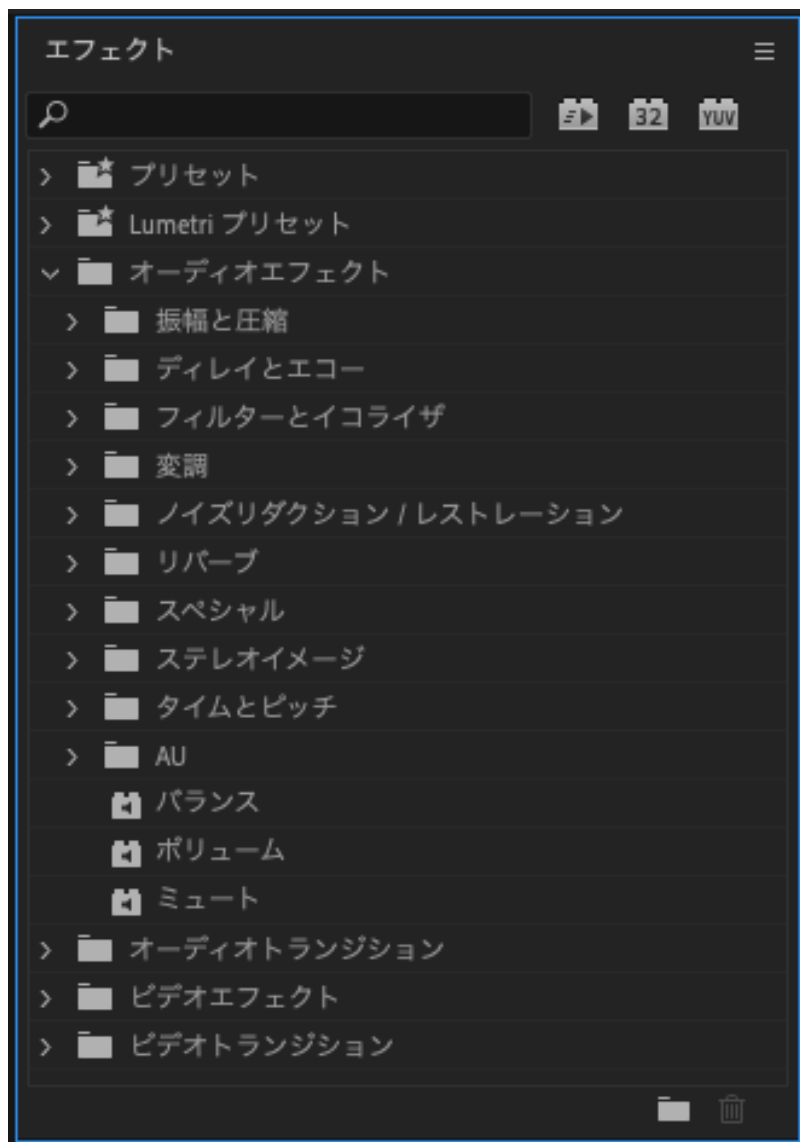 エフェクト
32 YUV
プリセット
Lumetri プリセット
オーディオエフェクト
振幅と圧縮
ディレイとエコー
フィルターとイコライザ
変調
ノイズリダクション / レストレーション
リバーブ
スペシャル
ステレオイメージ
タイムとピッチ
AU
バランス
ボリューム
ミュート
オーディオトランジション
ビデオエフェクト
ビデオトランジション